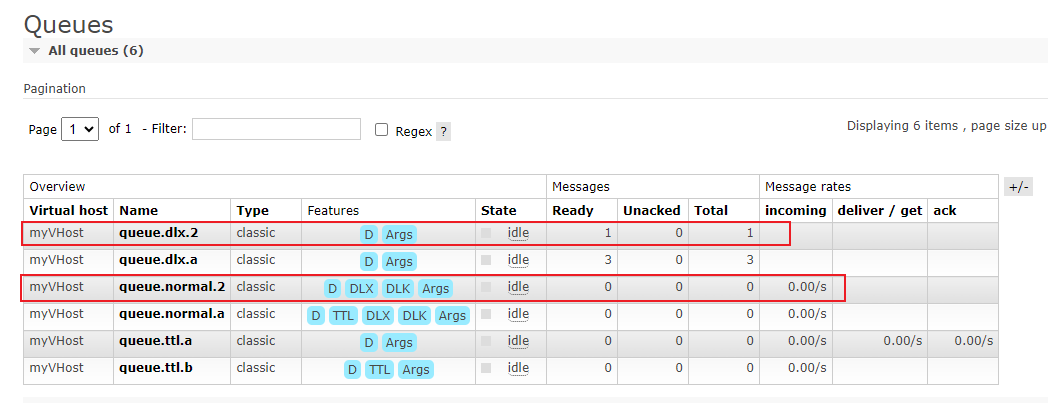 Queues
All queues (6)
Pagination
Page 1 of 1 - Filter: Regex ? Displaying 6 items , page size up
Overview Messages Message rates +/-
Virtual host Name Type Features State Ready Unacked Total incoming deliver / get ack
myVHost queue.dlx.2 classic D Args idle 1 0 1
myVHost queue.dlx.a classic D Args idle 3 0 3
myVHost queue.normal.2 classic D DLX DLK Args idle 0 0 0 0.00/s
myVHost queue.normal.a classic D TTL DLX DLK Args idle 0 0 0 0.00/s
myVHost queue.ttl.a classic D Args idle 0 0 0 0.00/s 0.00/s 0.00/s
myVHost queue.ttl.b classic D TTL Args idle 0 0 0 0.00/s